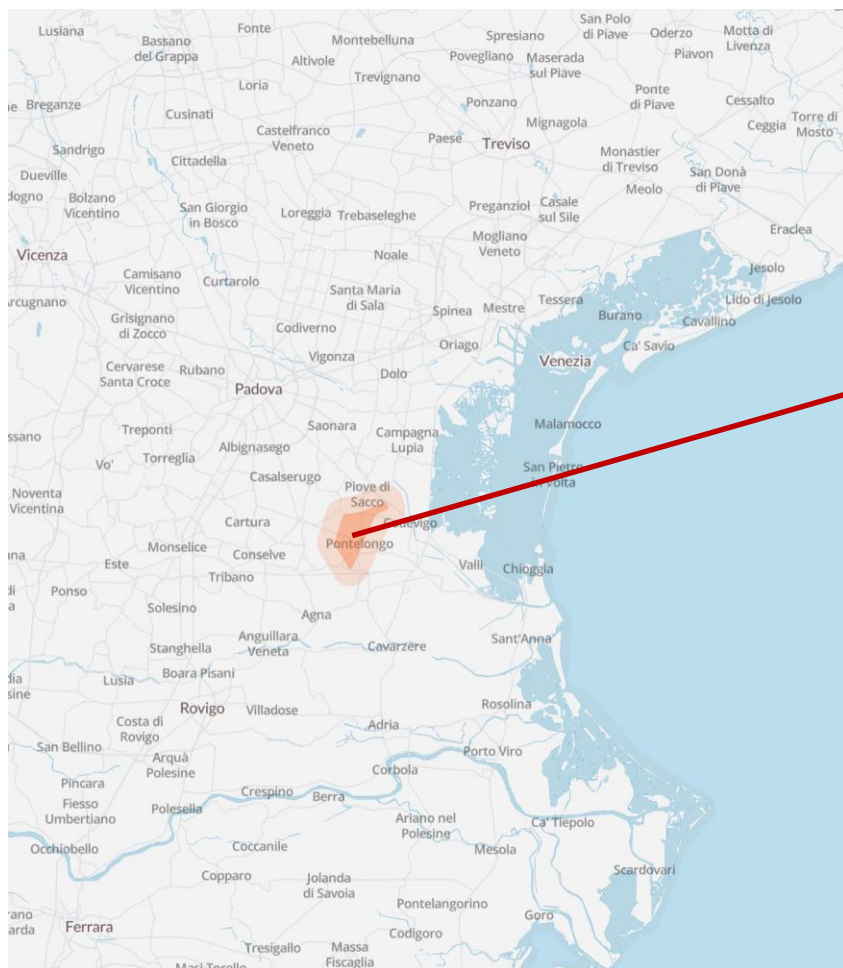 San Polo
di Piave
Lusiana
Fonte
Spresiano
Oderzo
Motta di
Livenza
Bassano
del Grappa
Montebelluna
Povegliano
Maserada
sul Piave
Piavon
Altivole
Trevignano
Loria
Ponte
di Piave
Breganze
Cusinati
Ponzano
Cessalto
Mignagola
Ceggia
Torre di
Mosto
Castelfranco
Veneto
Paese
Treviso
Sandrigo
Cittadella
Monastier
di Treviso
Dueville
San Donà
di Piave
Meolo
Bolzano
Vicentino
San Giorgio
in Bosco
Loreggia
Trebaseleghe
Preganziol
Casale
sul Sile
Mogliano
Veneto
Eraclea
Vicenza
Noale
Jesolo
Camisano
Vicentino
Curtarolo
Santa Maria
di Sala
Tessera
Lido di Jesolo
Arcugnano
Spinea
Mestre
Burano
Cavallino
Grisignano
di Zocco
Codiverno
Oriago
Ca' Savio
Vigonza
Venezia
Cervarese
Santa Croce
Rubano
Dolo
Padova
Treponti
Saonara
Campagna
Lupia
Malamocco
Albignasego
Vo'
Torreglia
San Pietro
in Volta
Casalserugo
Piove di
Sacco
Noventa
Vicentina
Cartura
Codevigo
Pontelongo
Monselice
Conselve
Este
Valli
Chioggia
Tribano
Ponso
Solesino
Agna
Anguillara
Veneta
Sant'Anna
Stanghella
Cavarzere
Boara Pisani
Lusia
Rosolina
Rovigo
Villadose
Costa di
Rovigo
Adria
San Bellino
Arquà
Polesine
Porto Viro
Corbola
Pincara
Crespino
Berra
Fiesso
Umbertiano
Polesella
Ariano nel
Polesine
Ca' Tiepolo
Occhiobello
Coccanile
Mesola
Copparo
Jolanda
di Savoia
Scardovari
Pontelangorino
Goro
Ferrara
Codigoro
Tresigallo
Massa
Fiscaglia
Masi Torello